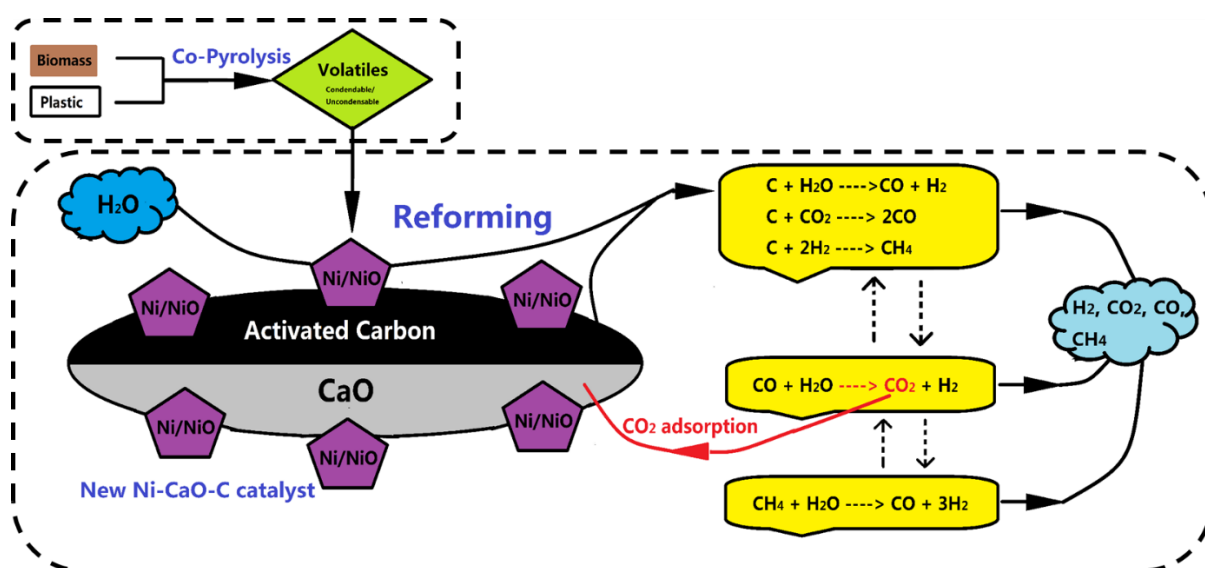 Biomass
Plastic
Co-Pyrolysis
Volatiles
Condendable/
Uncondensable
H2O
Reforming
Ni/NiO
Ni/NiO
Ni/NiO
Activated Carbon
CaO
Ni/NiO
Ni/NiO
Ni/NiO
New Ni-CaO-C catalyst
CO2 adsorption
C + H2O ---->CO + H2
C + CO2 ----> 2CO
C + 2H2 ----> CH4
CO + H2O ----> CO2 + H2
CH4 + H2O ----> CO + 3H2
H2, CO2, CO,
CH4